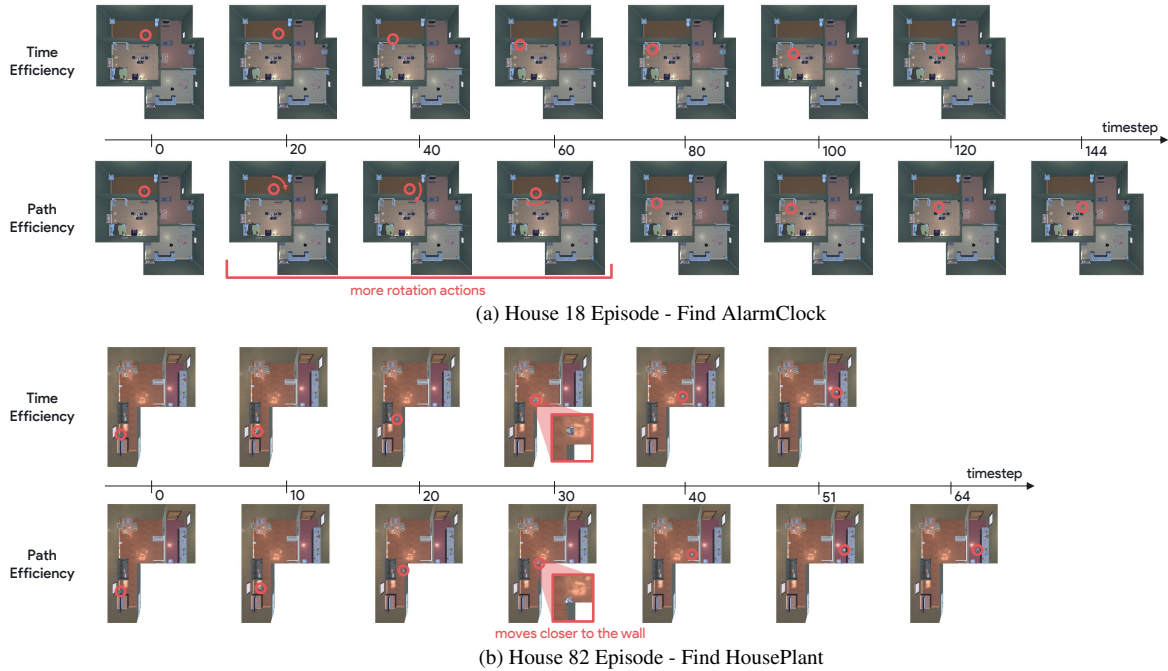 Time
Efficiency
timestep
0 20 40 60 80 100 120 144
Path
Efficiency
more rotation actions
(a) House 18 Episode - Find AlarmClock
Time
Efficiency
timestep
0 10 20 30 40 51 64
Path
Efficiency
moves closer to the wall
(b) House 82 Episode - Find HousePlant